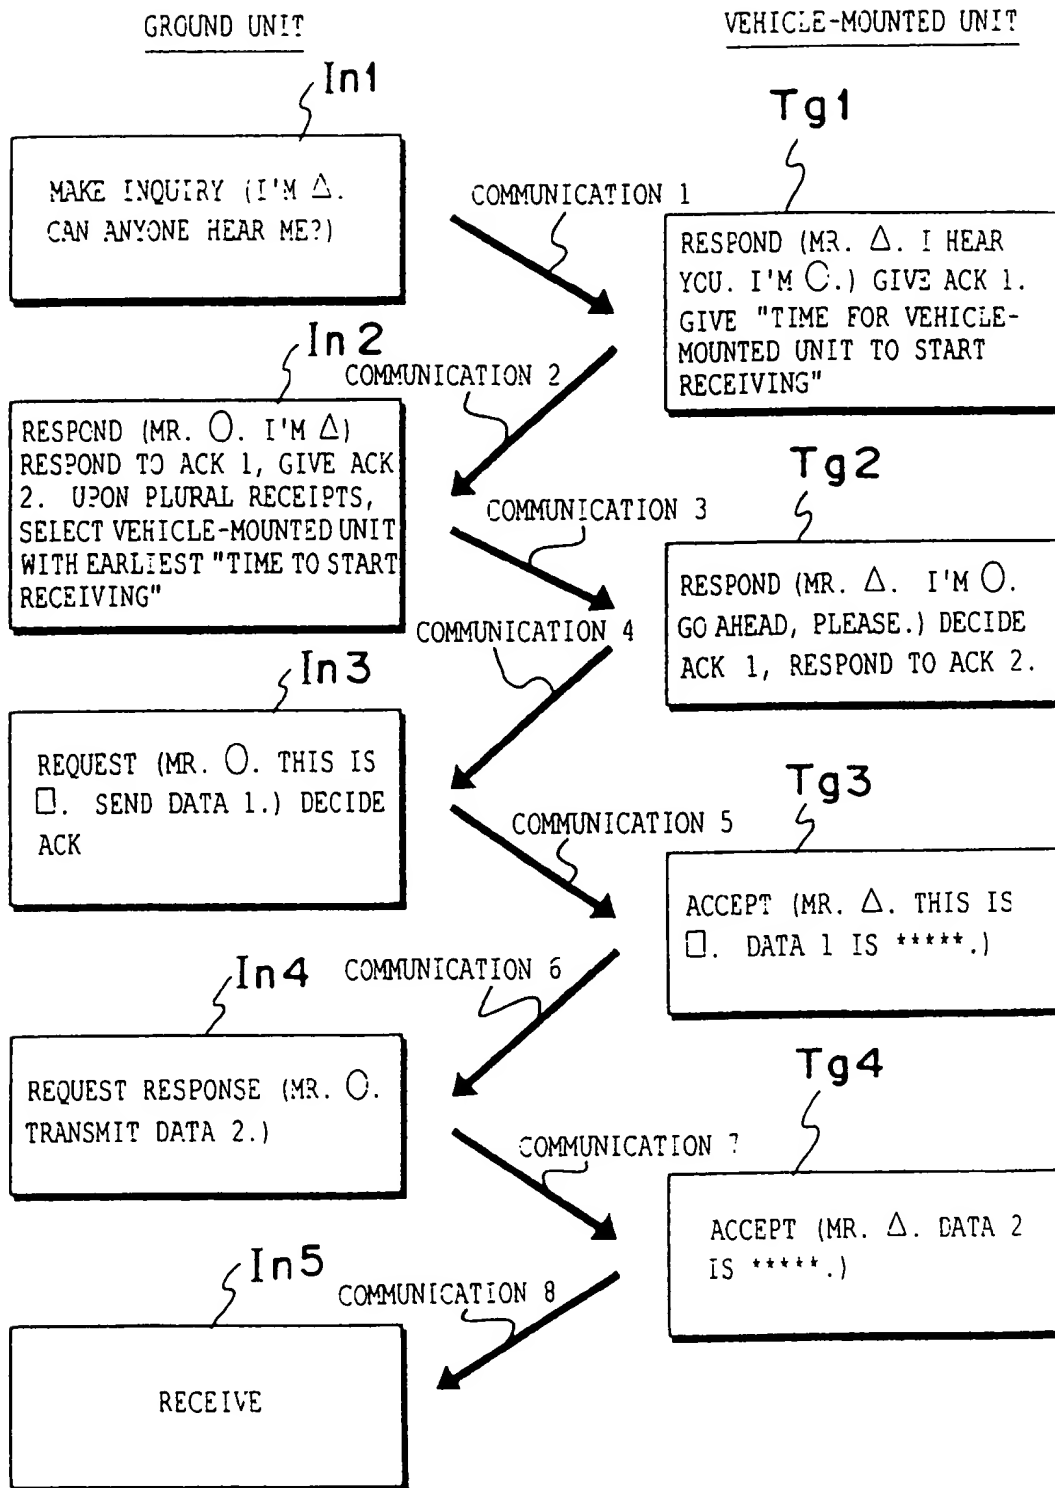 GROUND UNIT
VEHICLE-MOUNTED UNIT
In1
MAKE INQUIRY (I'M △.
CAN ANYONE HEAR ME?)
COMMUNICATION 1
Tg1
RESPOND (MR. △. I HEAR
YOU. I'M ○.) GIVE ACK 1.
GIVE "TIME FOR VEHICLE-
MOUNTED UNIT TO START
RECEIVING"
COMMUNICATION 2
In2
RESPOND (MR. ○. I'M △)
RESPOND TO ACK 1, GIVE ACK
2. UPON PLURAL RECEIPTS,
SELECT VEHICLE-MOUNTED UNIT
WITH EARLIEST "TIME TO START
RECEIVING"
COMMUNICATION 3
Tg2
RESPOND (MR. △. I'M ○.
GO AHEAD, PLEASE.) DECIDE
ACK 1, RESPOND TO ACK 2.
COMMUNICATION 4
In3
REQUEST (MR. ○. THIS IS
□. SEND DATA 1.) DECIDE
ACK
COMMUNICATION 5
Tg3
ACCEPT (MR. △. THIS IS
□. DATA 1 IS *****.)
COMMUNICATION 6
In4
REQUEST RESPONSE (MR. ○.
TRANSMIT DATA 2.)
COMMUNICATION 7
Tg4
ACCEPT (MR. △. DATA 2
IS *****.)
COMMUNICATION 8
In5
RECEIVE